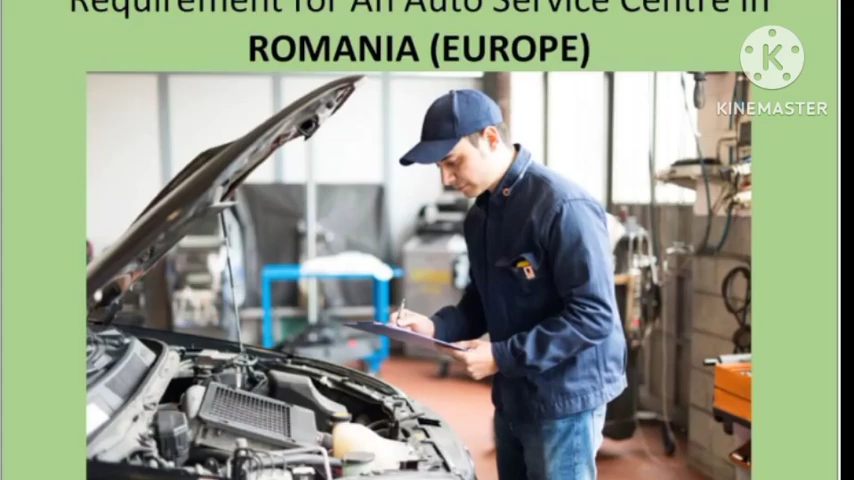 Requirement for An Auto Service Centre in
ROMANIA (EUROPE)
K
KINEMASTER